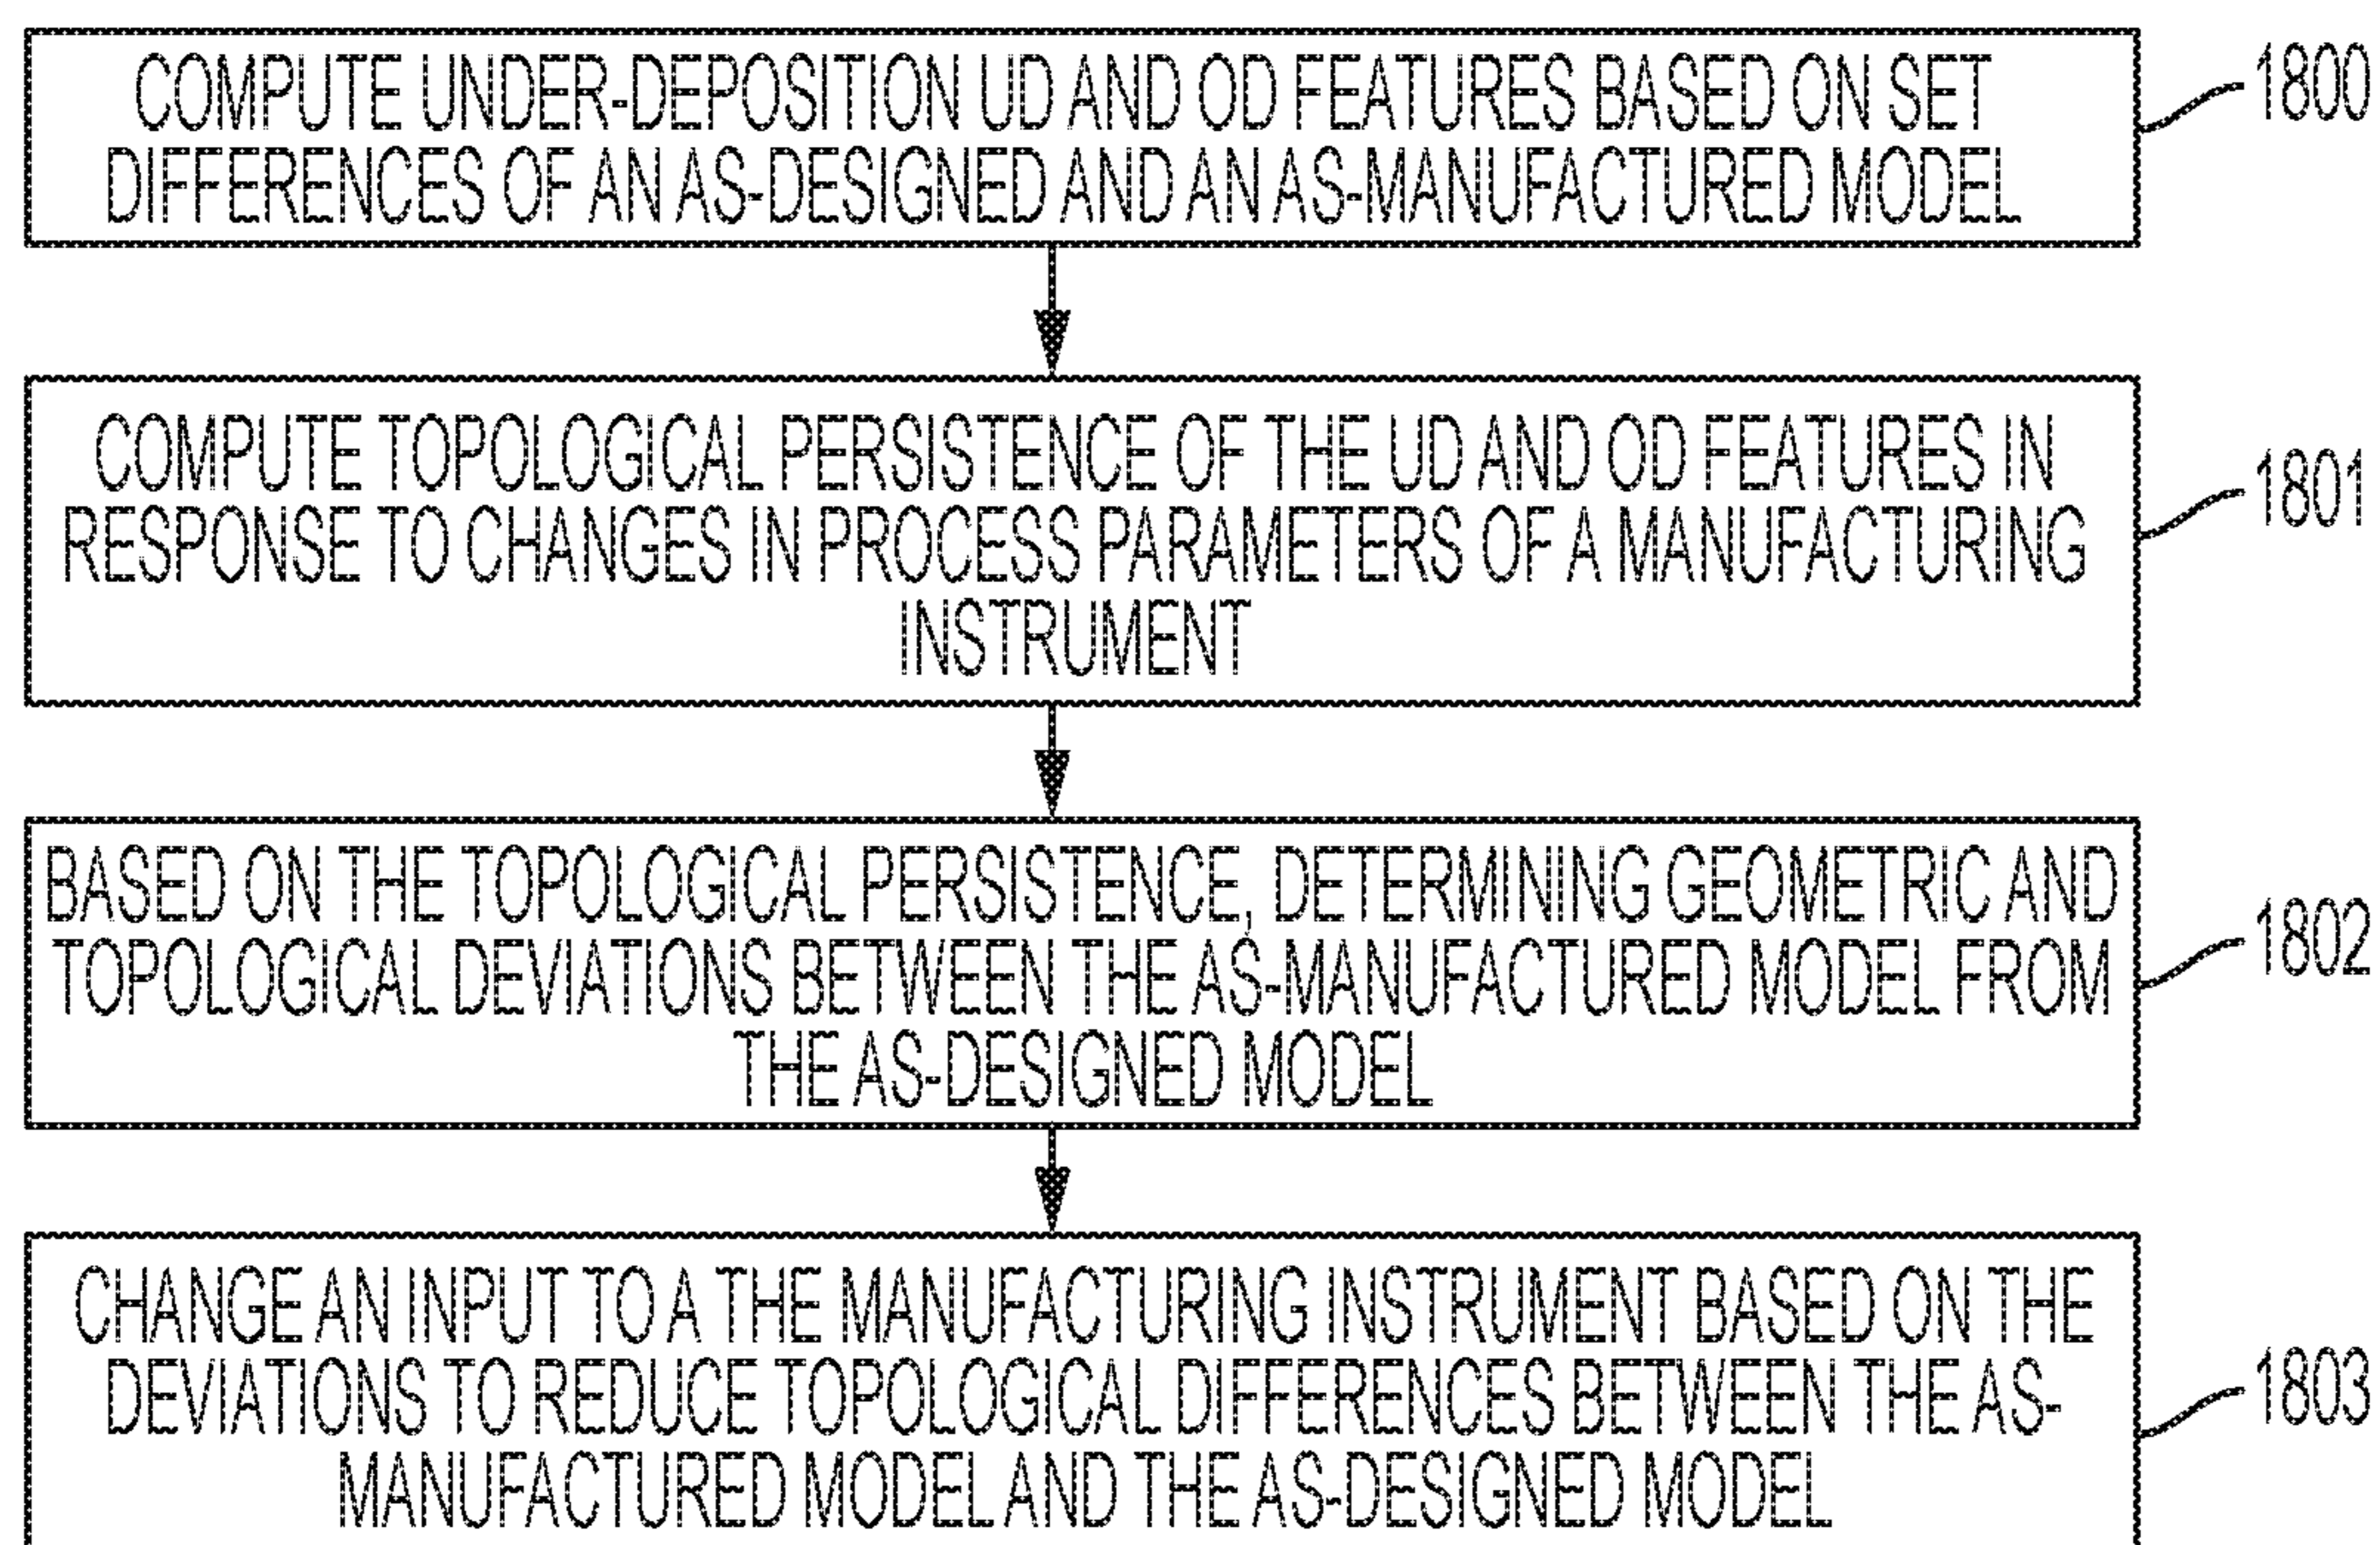 COMPUTE UNDER-DEPOSITION UD AND OD FEATURES BASED ON SET
DIFFERENCES OF AN AS-DESIGNED AND AN AS-MANUFACTURED MODEL
1800
COMPUTE TOPOLOGICAL PERSISTENCE OF THE UD AND OD FEATURES IN
RESPONSE TO CHANGES IN PROCESS PARAMETERS OF A MANUFACTURING
INSTRUMENT
1801
BASED ON THE TOPOLOGICAL PERSISTENCE, DETERMINING GEOMETRIC AND
TOPOLOGICAL DEVIATIONS BETWEEN THE AS-MANUFACTURED MODEL FROM
THE AS-DESIGNED MODEL
1802
CHANGE AN INPUT TO A THE MANUFACTURING INSTRUMENT BASED ON THE
DEVIATIONS TO REDUCE TOPOLOGICAL DIFFERENCES BETWEEN THE AS-
MANUFACTURED MODEL AND THE AS-DESIGNED MODEL
1803